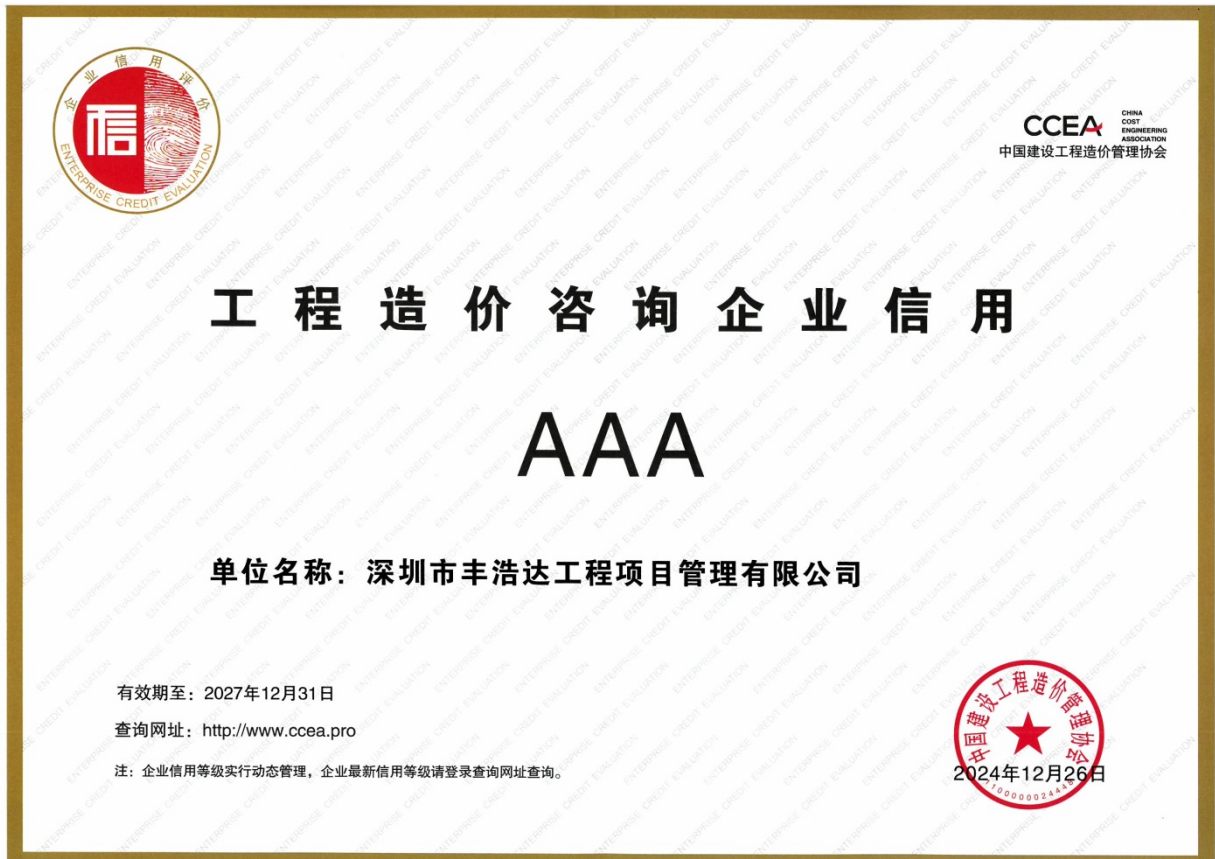 企业信用评价
信
ENTERPRISE CREDIT EVALUATION
CCEA
CHINA
COST
ENGINEERING
ASSOCIATION
中国建设工程造价管理协会
工程造价咨询企业信用
AAA
单位名称：深圳市丰浩达工程项目管理有限公司
有效期至：2027年12月31日
查询网址：http://www.ccea.pro
注：企业信用等级实行动态管理，企业最新信用等级请登录查询网址查询。
中国建设工程造价管理协会
2024年12月26日